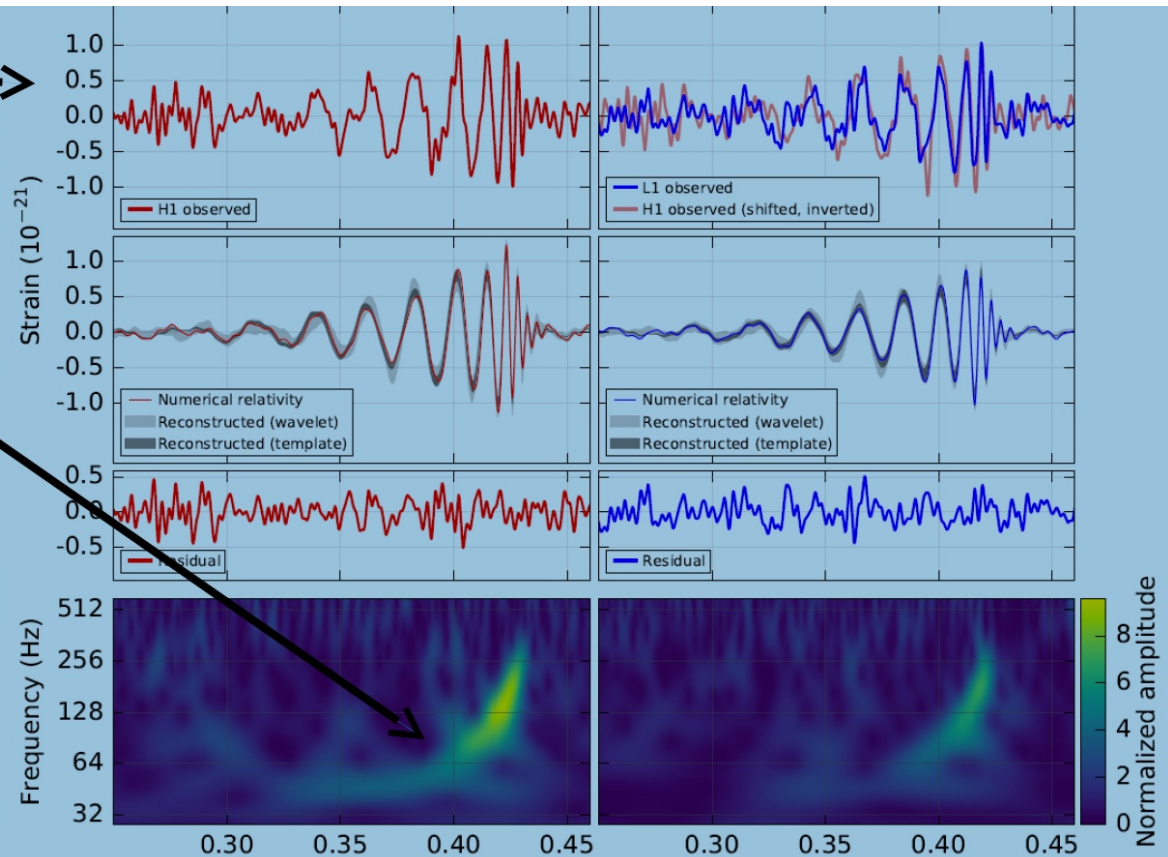 1.0
0.5
0.0
-0.5
-1.0
H1 observed
L1 observed
H1 observed (shifted, inverted)
Strain (10⁻²¹)
1.0
0.5
0.0
-0.5
-1.0
Numerical relativity
Reconstructed (wavelet)
Reconstructed (template)
Numerical relativity
Reconstructed (wavelet)
Reconstructed (template)
0.5
0.0
-0.5
Residual
Residual
Frequency (Hz)
512
256
128
64
32
0.30 0.35 0.40 0.45
0.30 0.35 0.40 0.45
Normalized amplitude
8
6
4
2
0